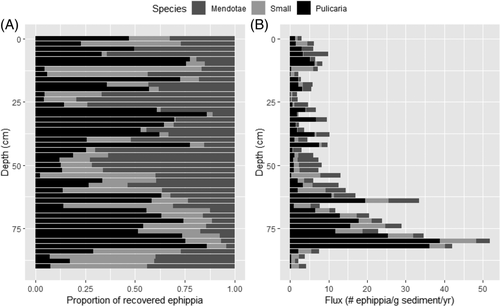 Species Mendotae Small Pulicaria
(A)
(B)
Depth (cm)
0
25
50
75
0.00 0.25 0.50 0.75 1.00
Proportion of recovered ephippia
Depth (cm)
0
25
50
75
0 10 20 30 40 50
Flux (# ephippia/g sediment/yr)